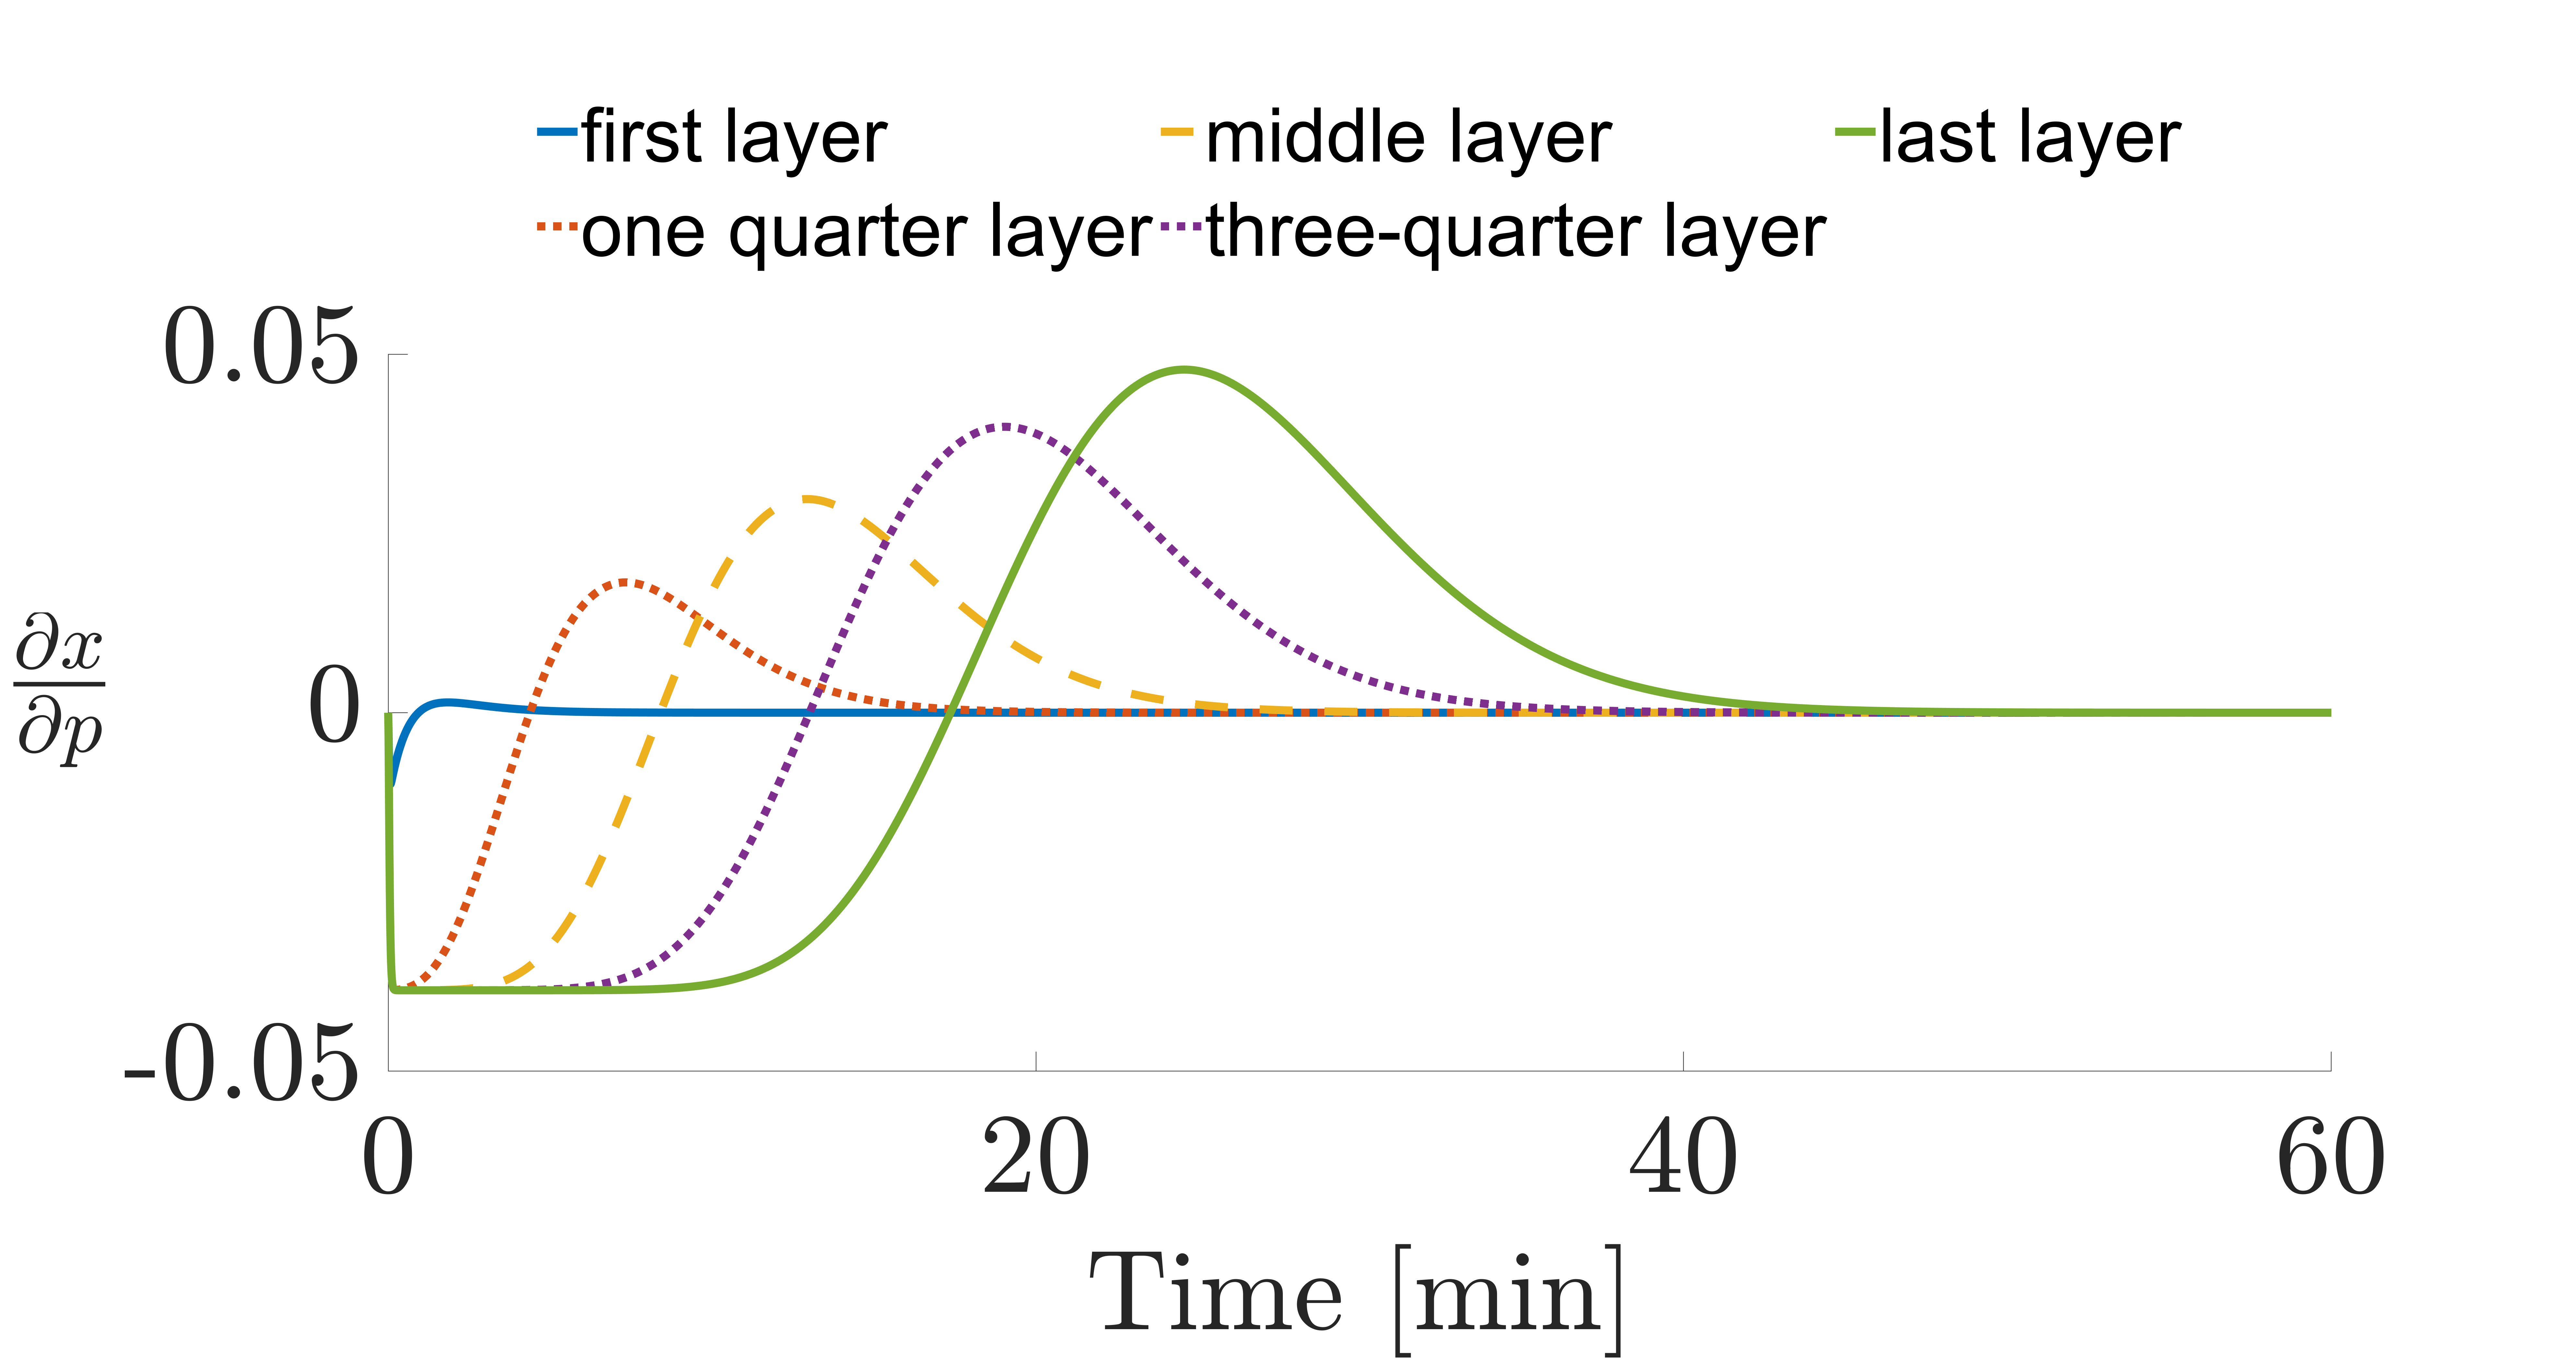 first layer middle layer last layer
one quarter layer three-quarter layer
0.05
0
-0.05
∂x
∂p
0 20 40 60
Time [min]